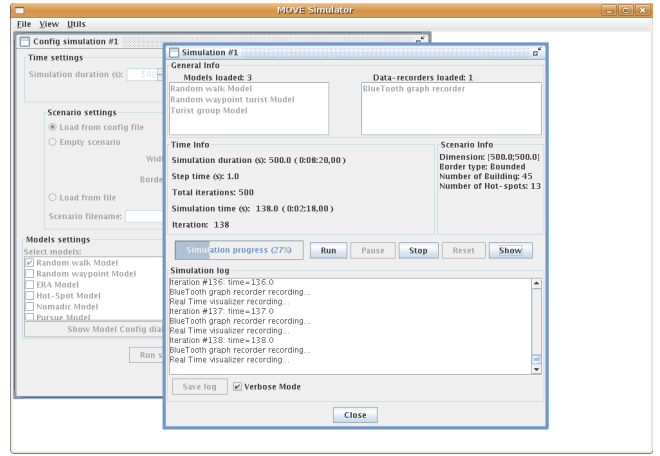 MOVE Simulator
File View Utils
Config simulation #1
Time settings
Simulation duration (s): 500
Scenario settings
Load from config file
Empty scenario
Widt
Borde
Load from file
Scenario filename:
Models settings
Select models:
Random walk Model
Random waypoint Model
ERA Model
Hot-Spot Model
Nomadic Model
Pursue Model
Show Model Config dial
Run s
Simulation #1
General Info
Models loaded: 3
Random walk Model
Random waypoint turist Model
Turist group Model
Data-recorders loaded: 1
BlueTooth graph recorder
Time Info
Simulation duration (s): 500.0 ( 0:08:20,00 )
Step time (s): 1.0
Total iterations: 500
Simulation time (s): 138.0 ( 0:02:18,00 )
Iteration: 138
Scenario Info
Dimension: [500.0;500.0]
Border type: Bounded
Number of Building: 45
Number of Hot-spots: 13
Simulation progress (27%) Run Pause Stop Reset Show
Simulation log
Iteration #136: time=136.0
BlueTooth graph recorder recording...
Real Time visualizer recording...
Iteration #137: time=137.0
BlueTooth graph recorder recording...
Real Time visualizer recording...
Iteration #138: time=138.0
BlueTooth graph recorder recording...
Real Time visualizer recording...
Save log Verbose Mode
Close